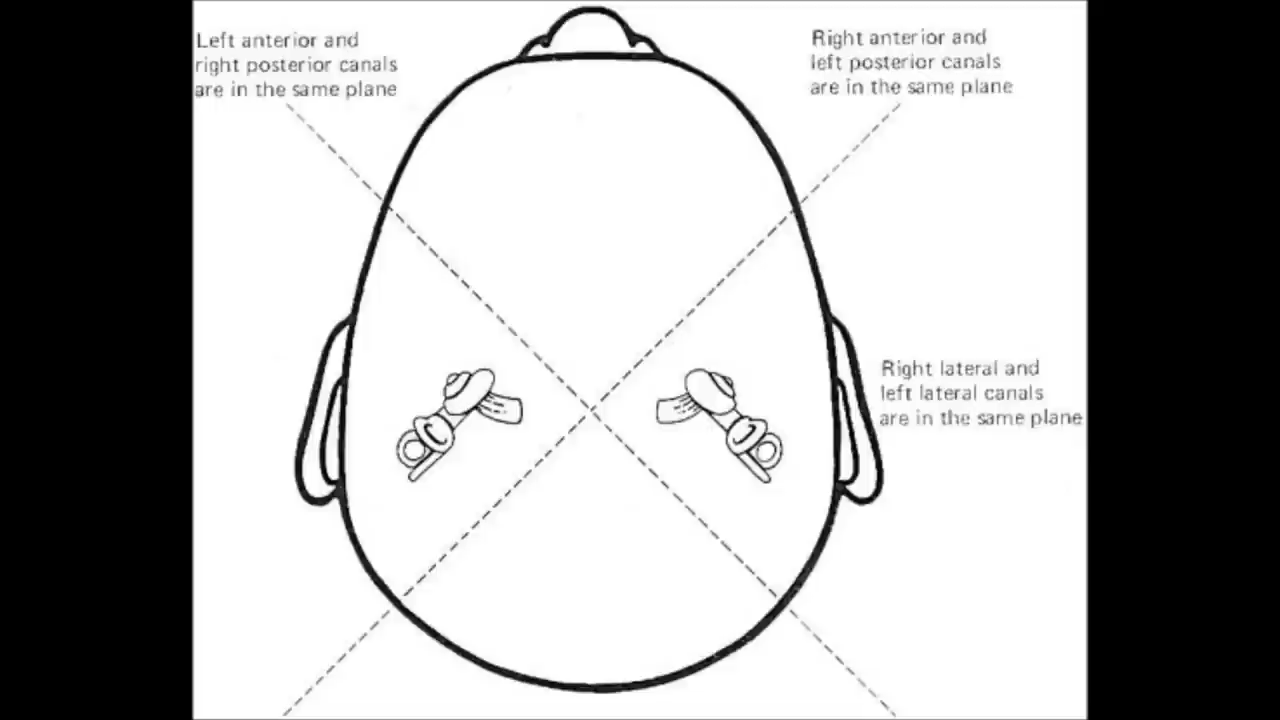 Left anterior and
right posterior canals
are in the same plane
Right anterior and
left posterior canals
are in the same plane
Right lateral and
left lateral canals
are in the same plane